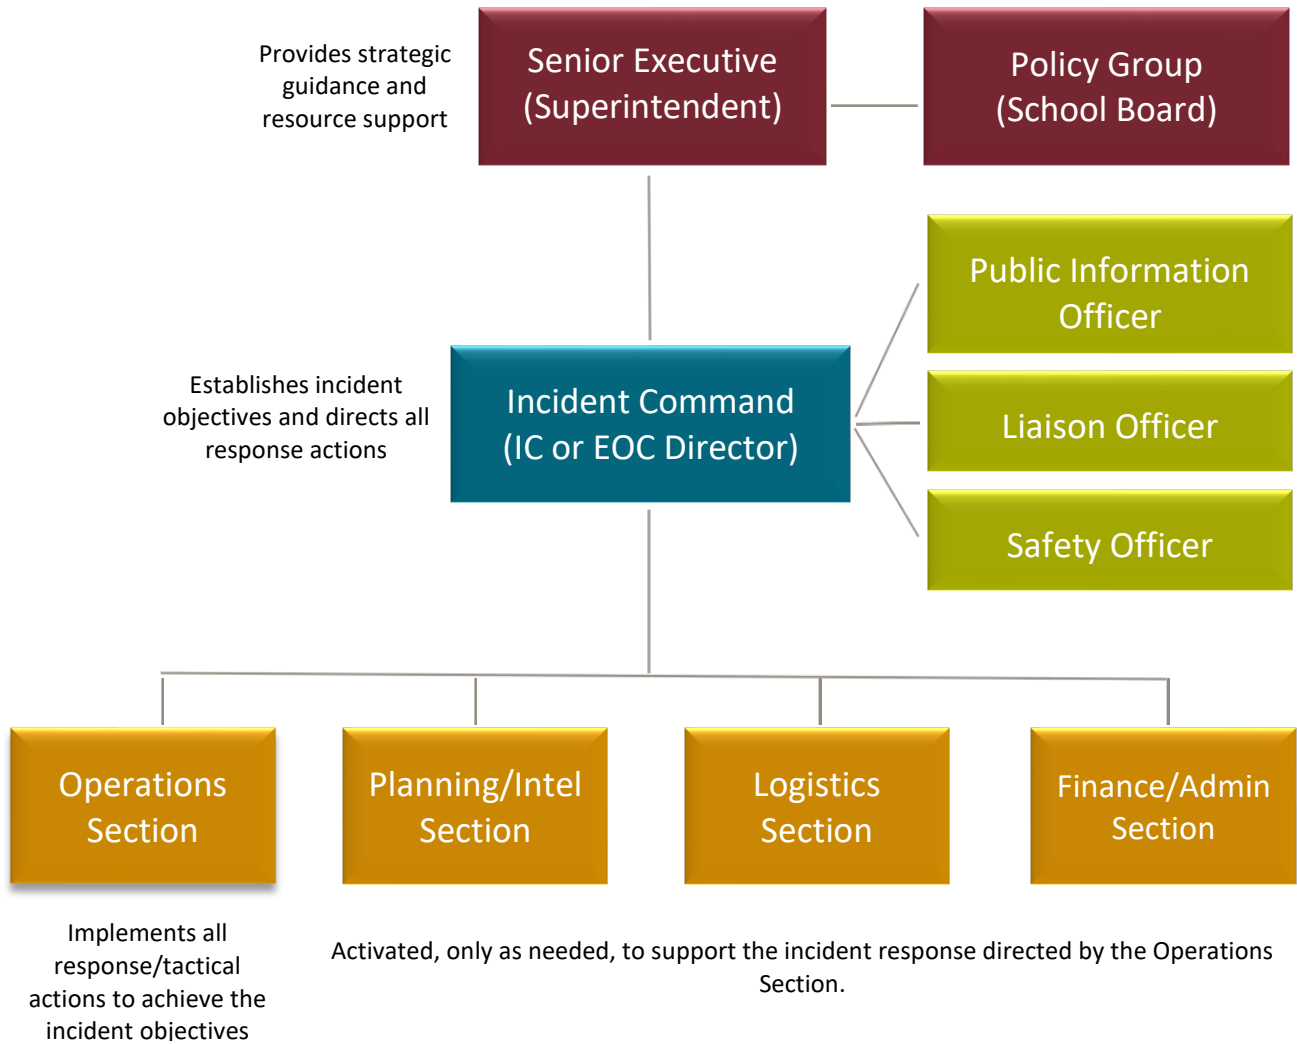 Provides strategic
guidance and
resource support
Senior Executive
(Superintendent)
Policy Group
(School Board)
Public Information
Officer
Establishes incident
objectives and directs all
response actions
Incident Command
(IC or EOC Director)
Liaison Officer
Safety Officer
Operations
Section
Planning/Intel
Section
Logistics
Section
Finance/Admin
Section
Implements all
response/tactical
actions to achieve the
incident objectives
Activated, only as needed, to support the incident response directed by the Operations
Section.